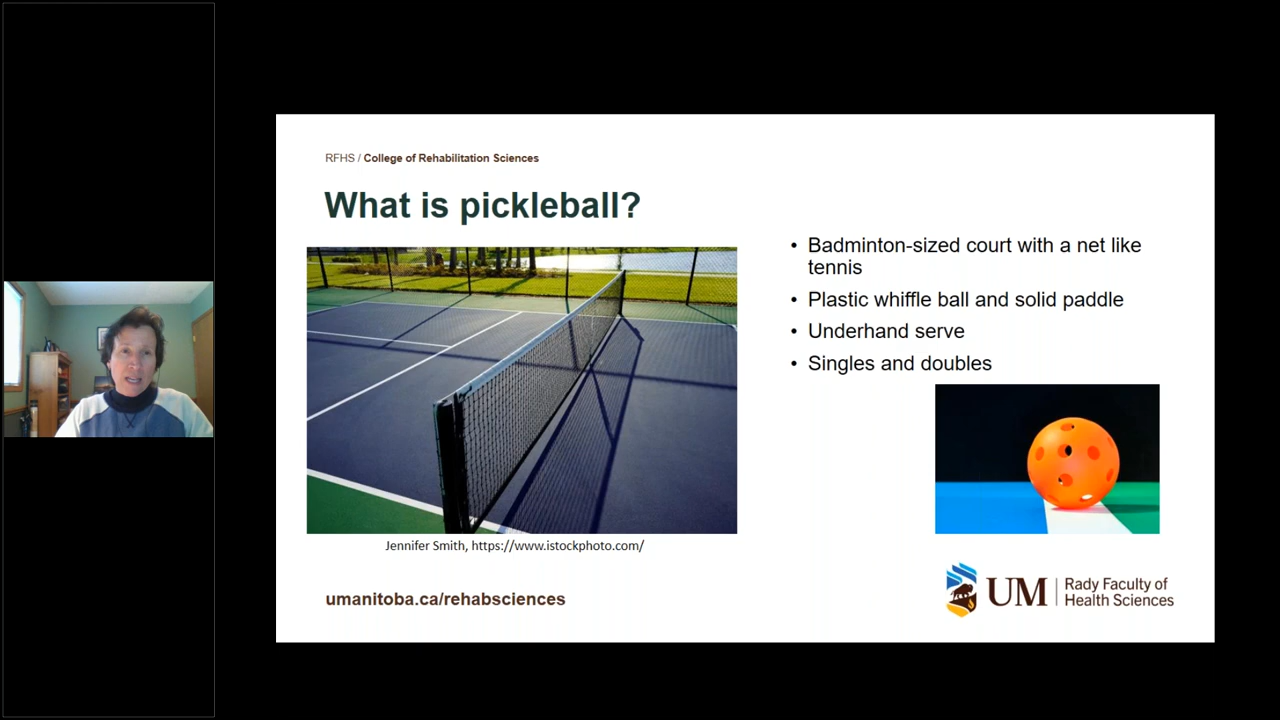 RFHS / College of Rehabilitation Sciences
What is pickleball?
• Badminton-sized court with a net like
tennis
• Plastic whiffle ball and solid paddle
• Underhand serve
• Singles and doubles
Jennifer Smith, https://www.istockphoto.com/
umanitoba.ca/rehabsciences
UM
Rady Faculty of
Health Sciences